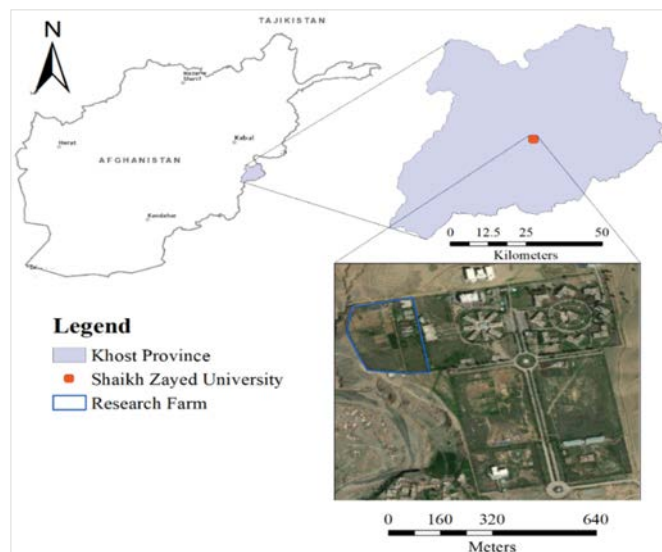 N
TAJIKISTAN
Herat
Kabul
AFGHANISTAN
Kandahar
0 12.5 25 50
Kilometers
Legend
Khost Province
Shaikh Zayed University
Research Farm
0 160 320 640
Meters